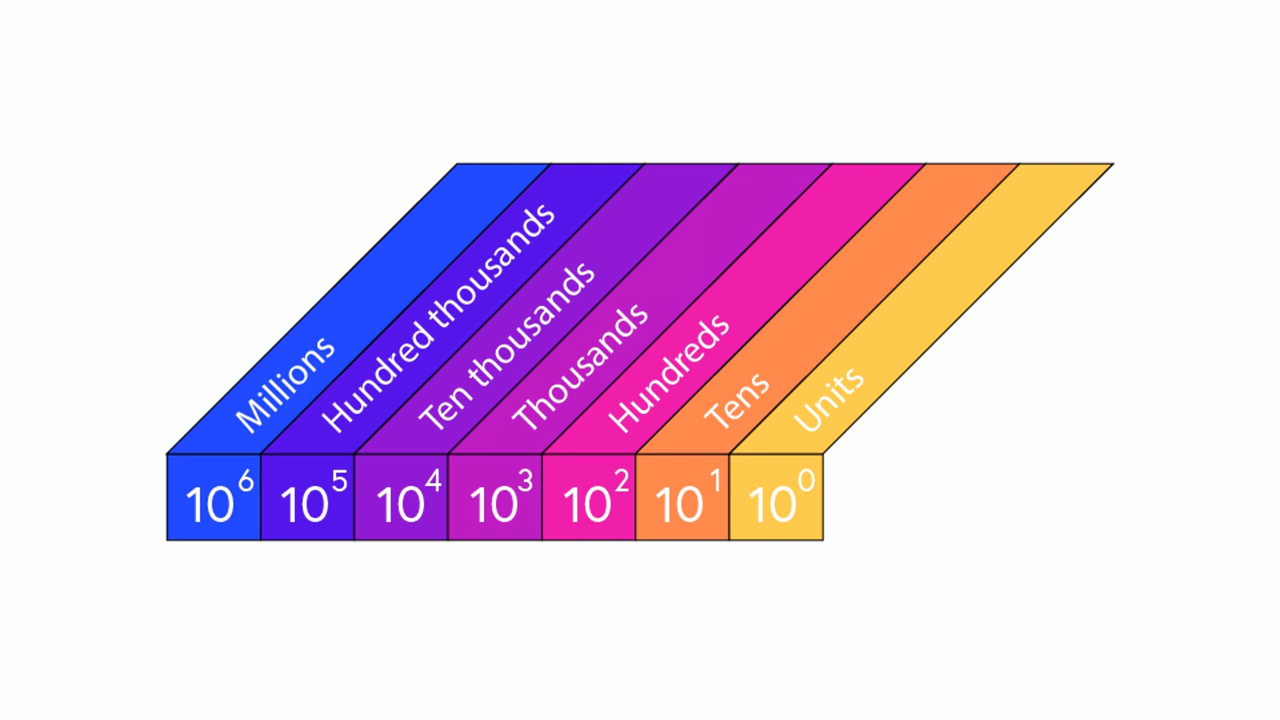 Millions
Hundred thousands
Ten thousands
Thousands
Hundreds
Tens
Units
10⁶ 10⁵ 10⁴ 10³ 10² 10¹ 10⁰